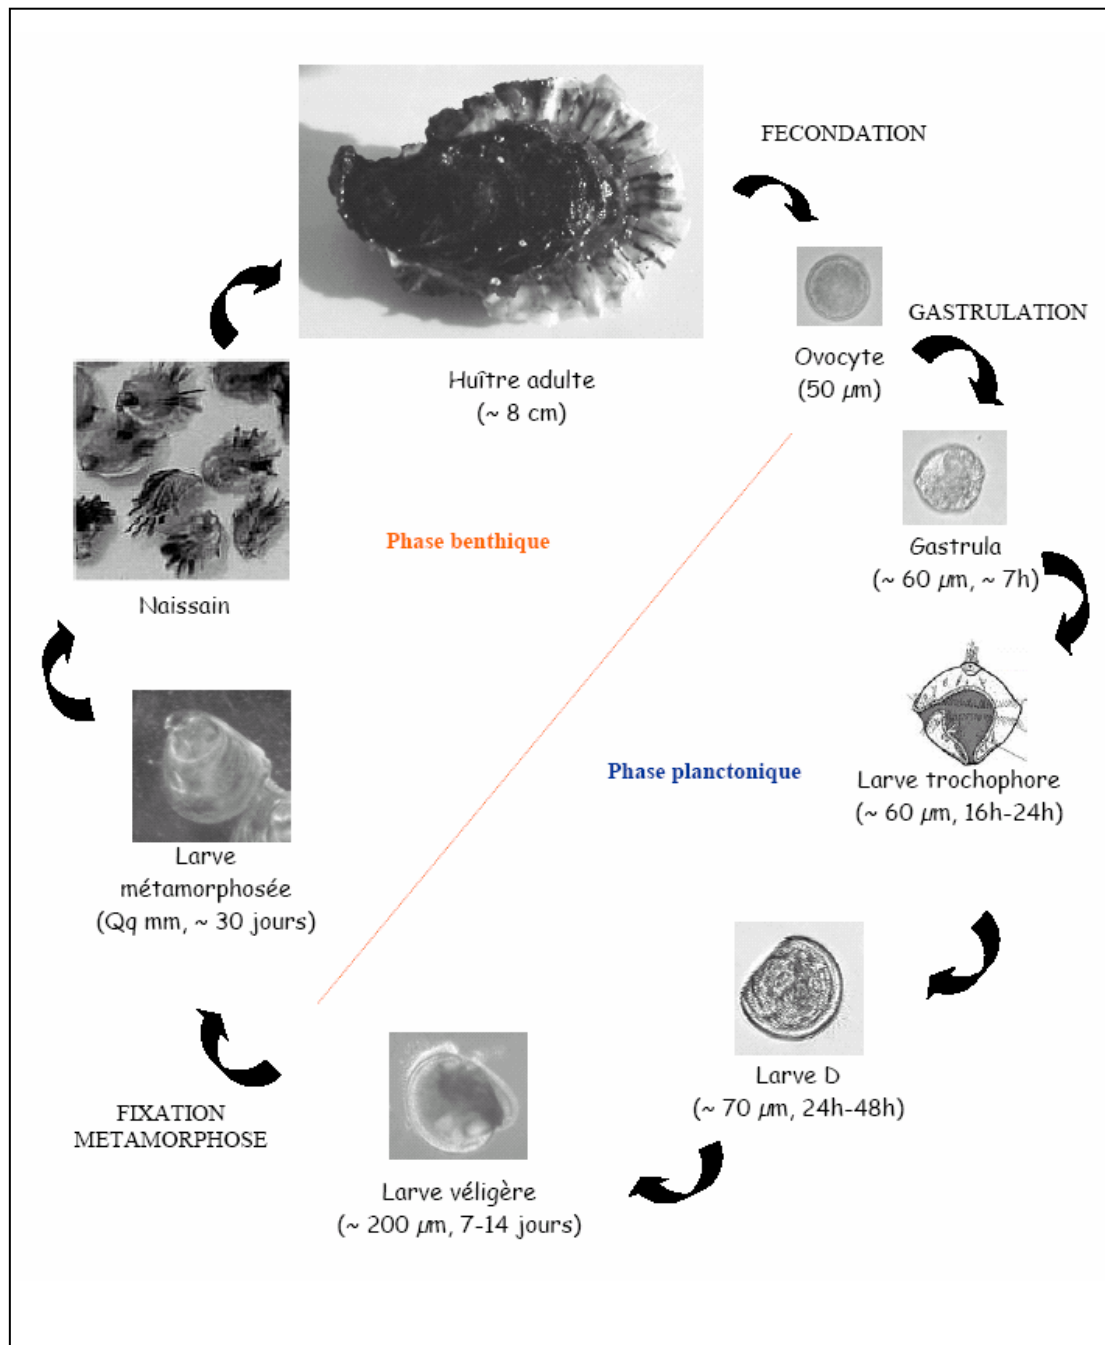 FECONDATION
Huître adulte
(~ 8 cm)
Ovocyte
(50 µm)
GASTRULATION
Gastrula
(~ 60 µm, ~ 7h)
Phase benthique
Naissain
Phase planctonique
Larve trochophore
(~ 60 µm, 16h-24h)
Larve
métamorphosée
(Qq mm, ~ 30 jours)
Larve D
(~ 70 µm, 24h-48h)
FIXATION
METAMORPHOSE
Larve véligère
(~ 200 µm, 7-14 jours)